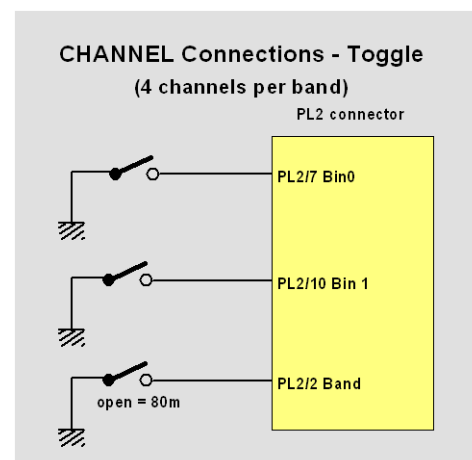 CHANNEL Connections - Toggle
(4 channels per band)
PL2 connector
PL2/7 Bin0
PL2/10 Bin 1
PL2/2 Band
open = 80m